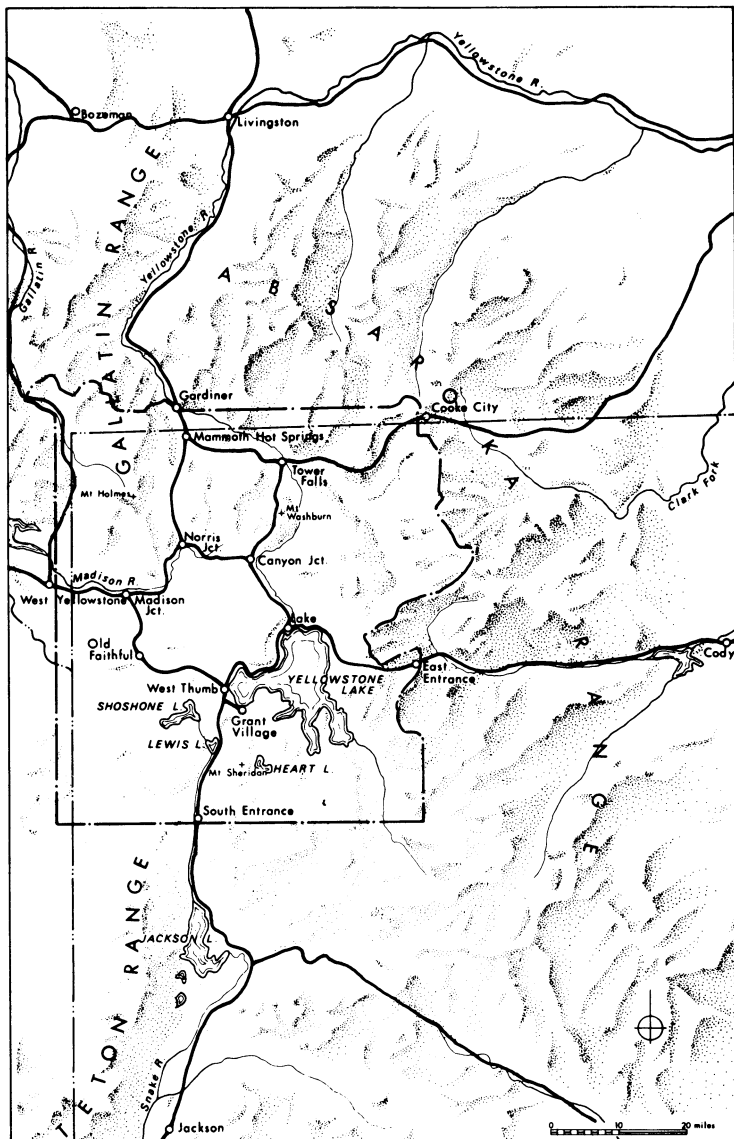 Yellowstone R.
Bozeman
Livingston
GALLATIN RANGE
Gallatin R.
Yellowstone R.
ABSAROKA RANGE
Gardiner
Cooke City
Mammoth Hot Springs
Tower
Falls
Clark Fork
Mt Holmes
Mt
Washburn
Norris
Jct.
Canyon Jct.
Madison R.
West Yellowstone
Madison
Jct.
Lake
Old
Faithful
Cody
East
Entrance
West Thumb
YELLOWSTONE
LAKE
SHOSHONE L.
Grant
Village
LEWIS L.
Mt Sheridan
HEART L.
South Entrance
TETON RANGE
JACKSON L.
Snake R.
Jackson
0 10 20 miles